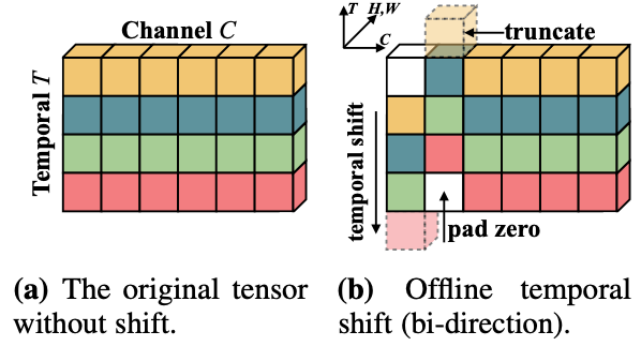 Channel C
Temporal T
T
H,W
C
truncate
temporal shift
pad zero
(a) The original tensor
without shift.
(b) Offline temporal
shift (bi-direction).